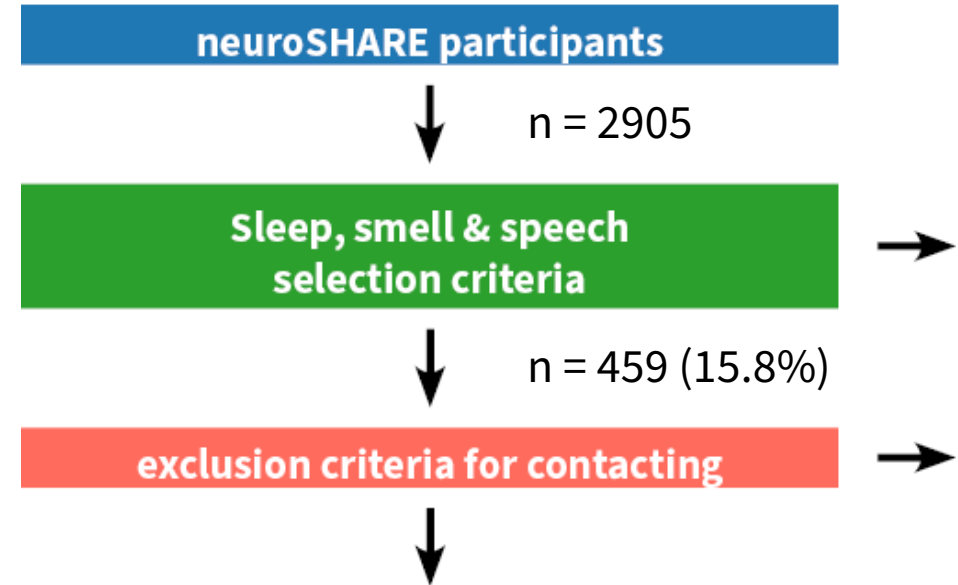 neuroSHARE participants
n = 2905
Sleep, smell & speech
selection criteria
n = 459 (15.8%)
exclusion criteria for contacting